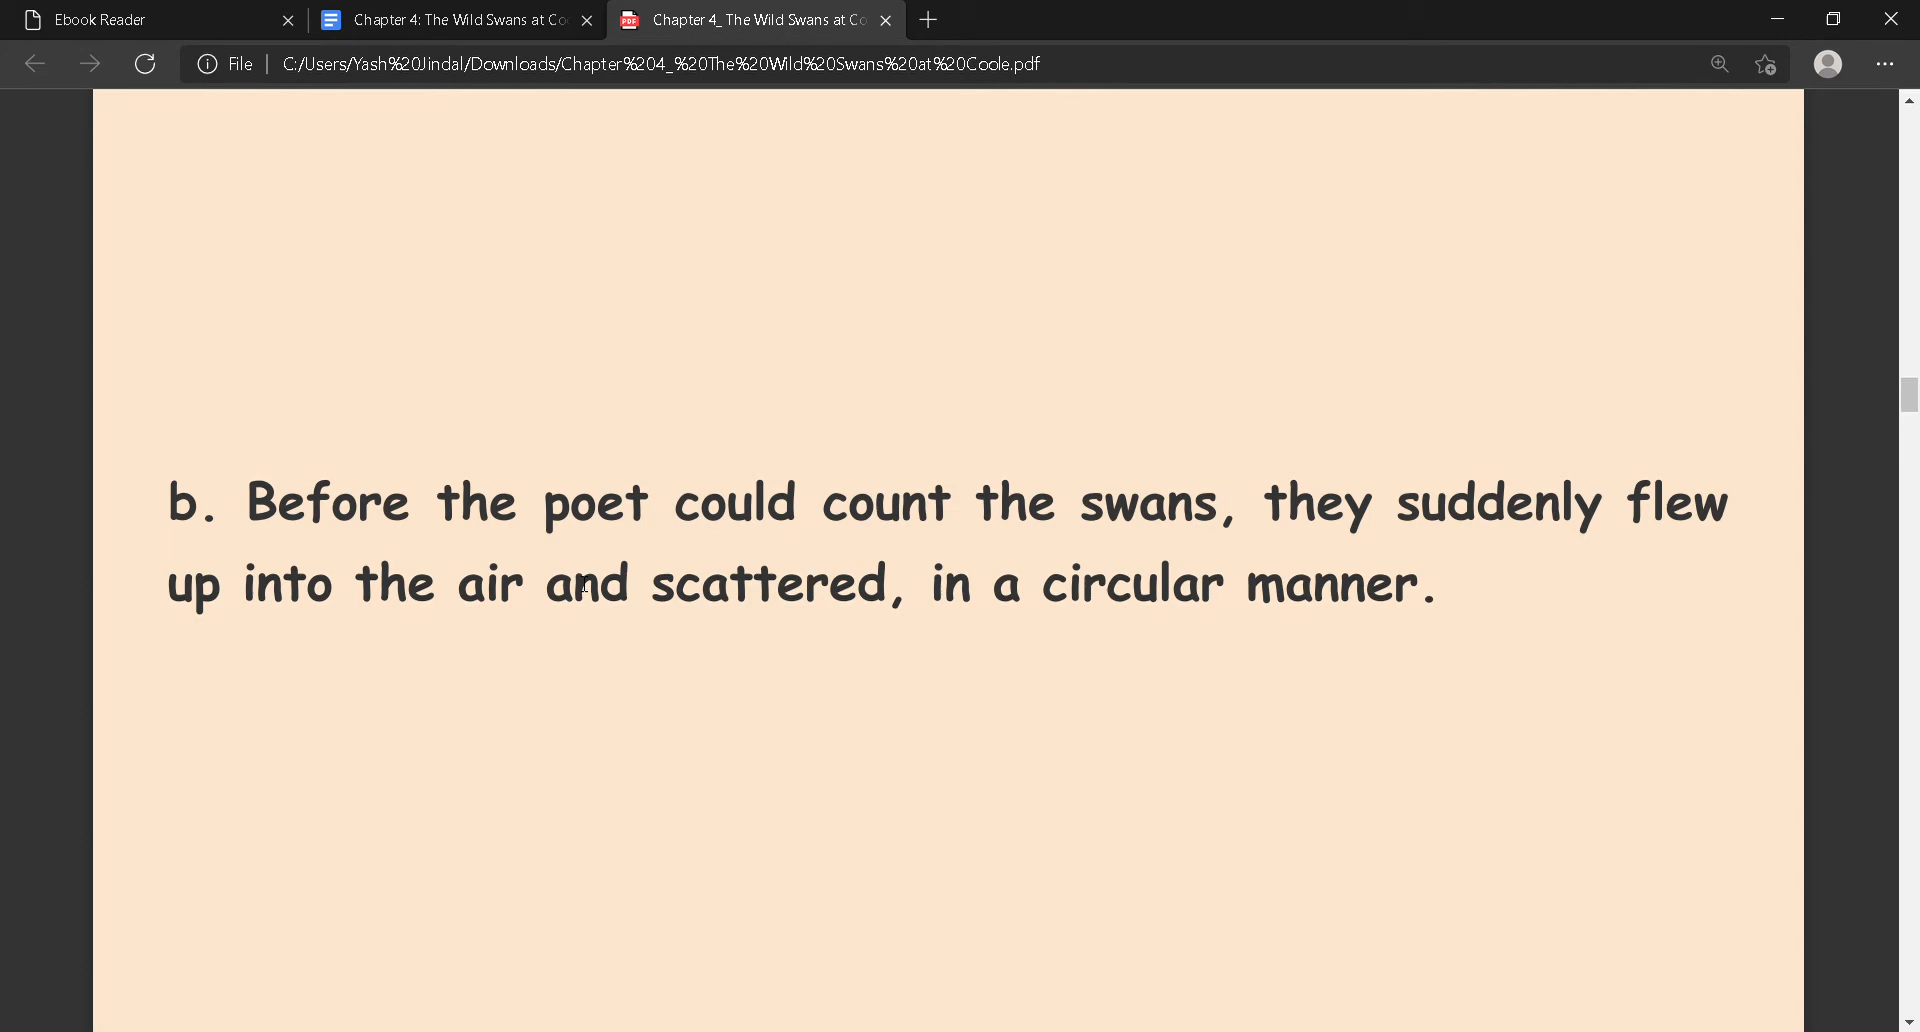 Ebook Reader
Chapter 4: The Wild Swans at Co
Chapter 4_ The Wild Swans at Co
File
C:/Users/Yash%20Jindal/Downloads/Chapter%204_%20The%20Wild%20Swans%20at%20Coole.pdf
b. Before the poet could count the swans, they suddenly flew
up into the air and scattered, in a circular manner.